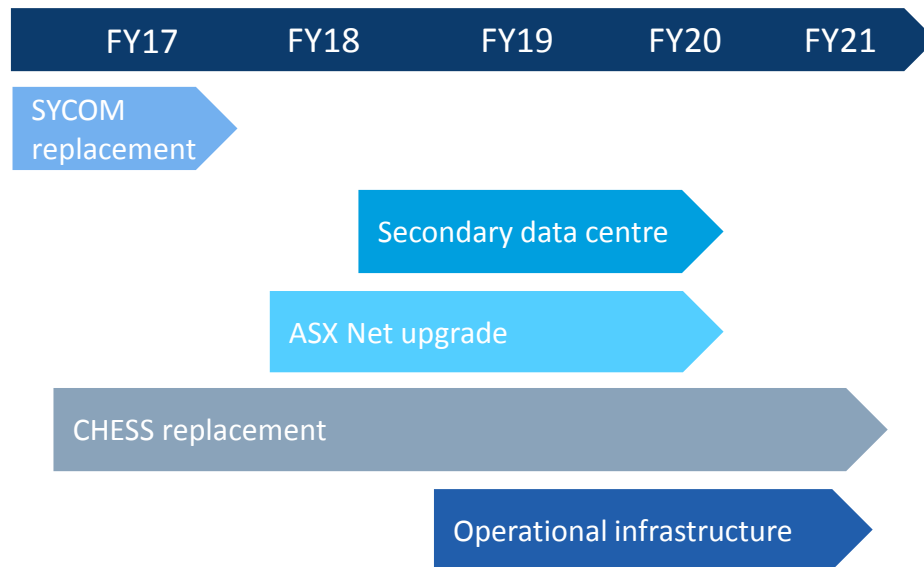 FY17 FY18 FY19 FY20 FY21
SYCOM
replacement
Secondary data centre
ASX Net upgrade
CHESS replacement
Operational infrastructure